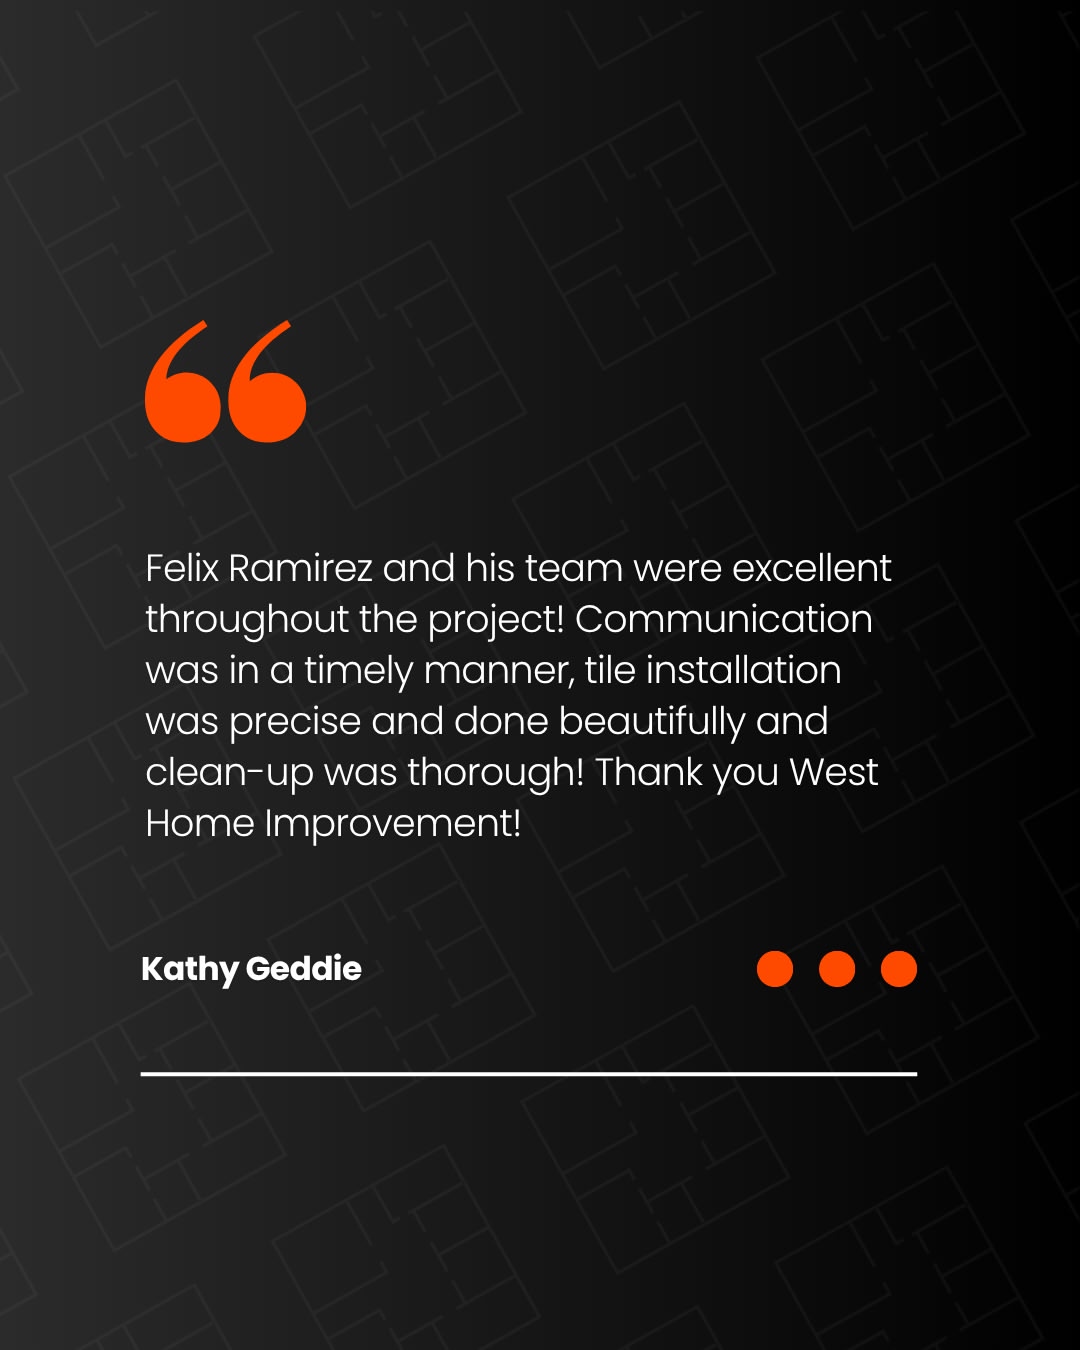 Felix Ramirez and his team were excellent
throughout the project! Communication
was in a timely manner, tile installation
was precise and done beautifully and
clean-up was thorough! Thank you West
Home Improvement!
Kathy Geddie